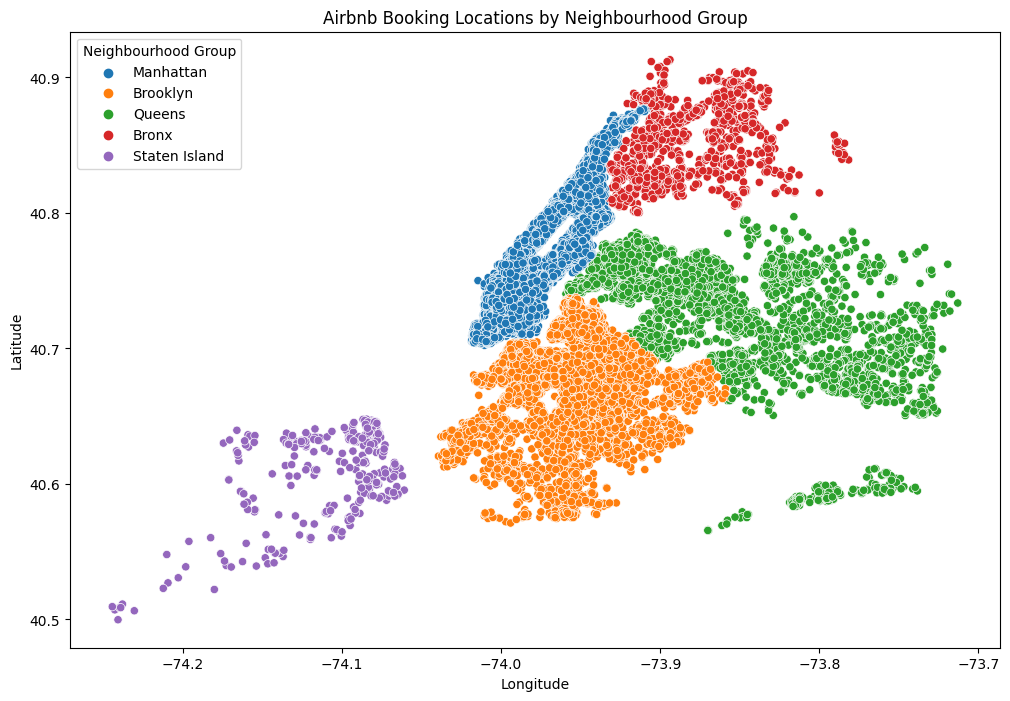 Airbnb Booking Locations by Neighbourhood Group
Neighbourhood Group
Manhattan
Brooklyn
Queens
Bronx
Staten Island
40.9
40.8
40.7
40.6
40.5
Latitude
−74.2
−74.1
−74.0
−73.9
−73.8
−73.7
Longitude